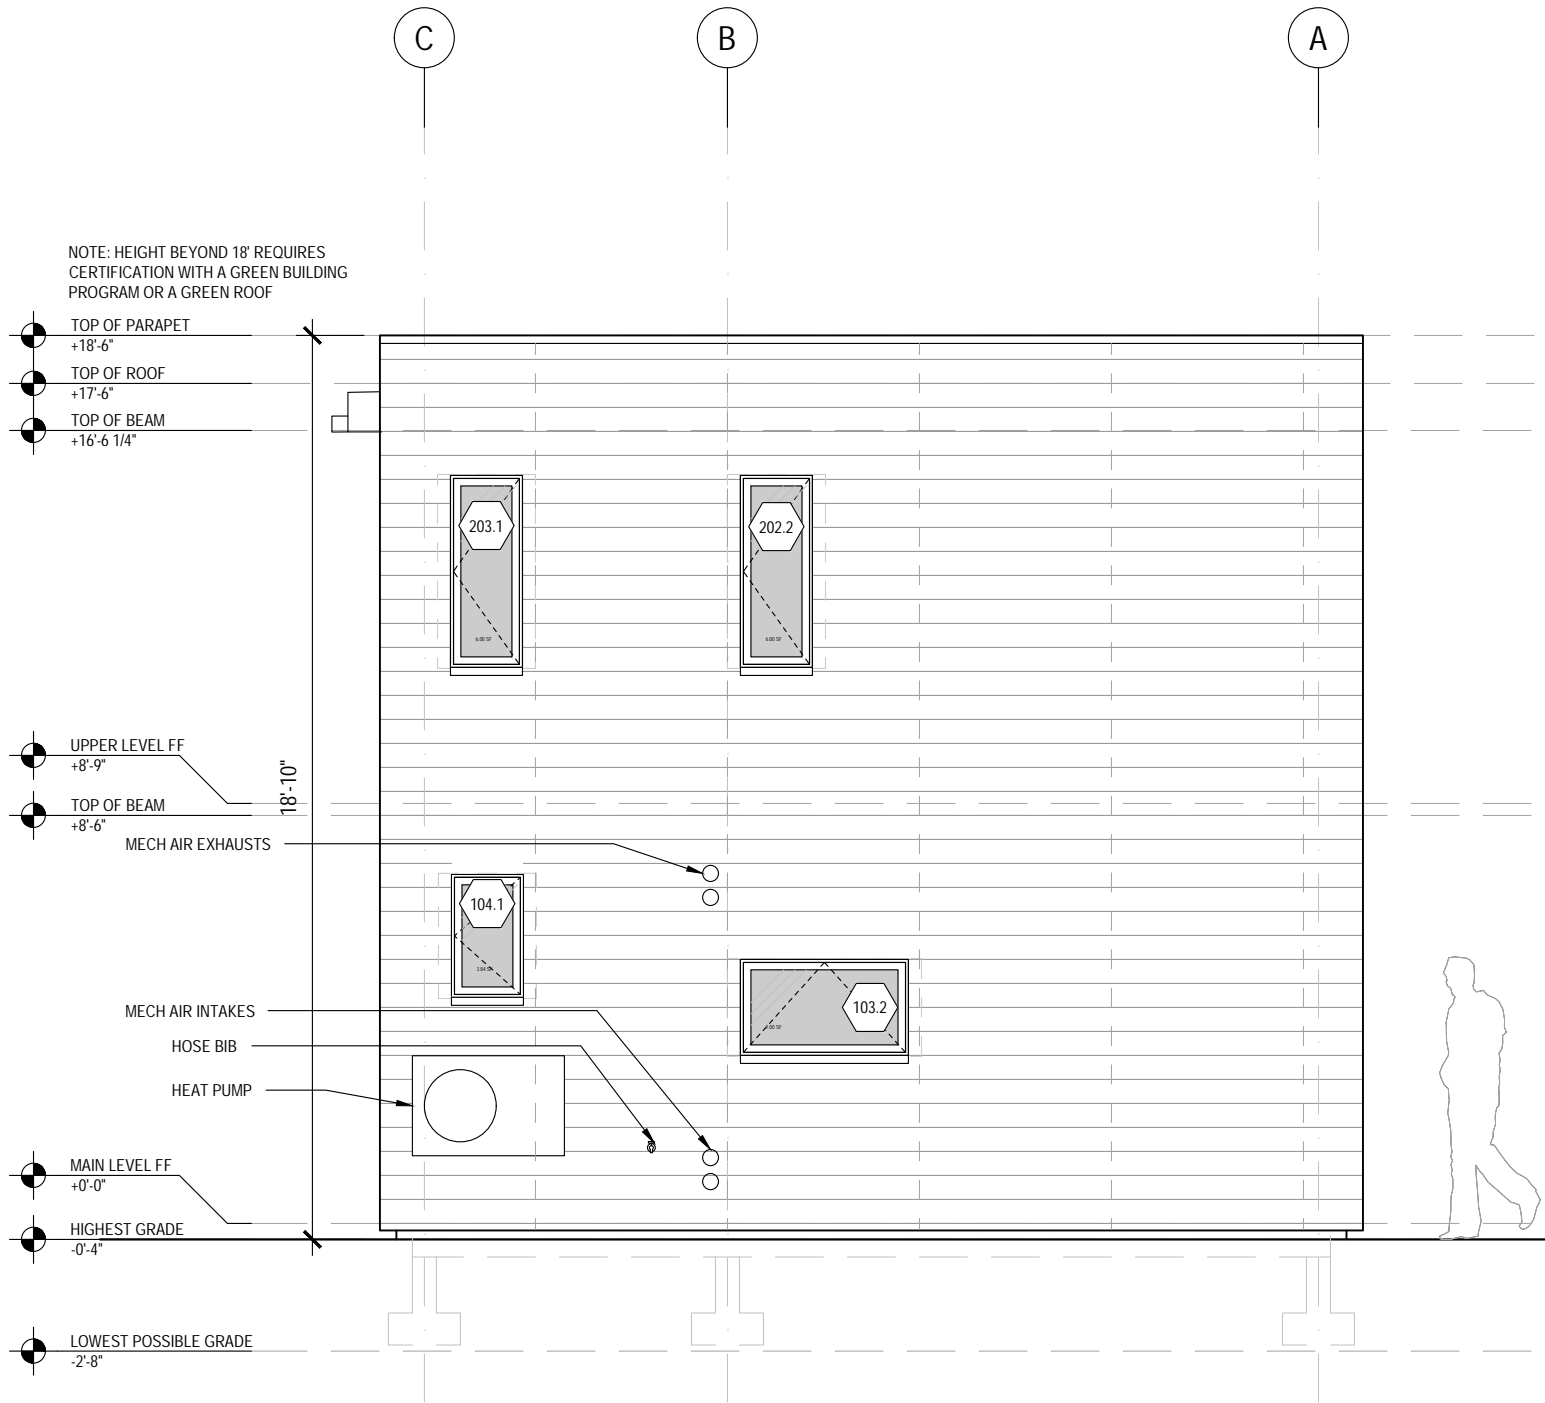 C
B
A
NOTE: HEIGHT BEYOND 18' REQUIRES
CERTIFICATION WITH A GREEN BUILDING
PROGRAM OR A GREEN ROOF
TOP OF PARAPET
+18'-6"
TOP OF ROOF
+17'-6"
TOP OF BEAM
+16'-6 1/4"
203.1
202.2
6.00 SF
6.00 SF
UPPER LEVEL FF
+8'-9"
18'-10"
TOP OF BEAM
+8'-6"
MECH AIR EXHAUSTS
104.1
3.84 SF
MECH AIR INTAKES
103.2
HOSE BIB
HEAT PUMP
MAIN LEVEL FF
+0'-0"
HIGHEST GRADE
-0'-4"
LOWEST POSSIBLE GRADE
-2'-8"